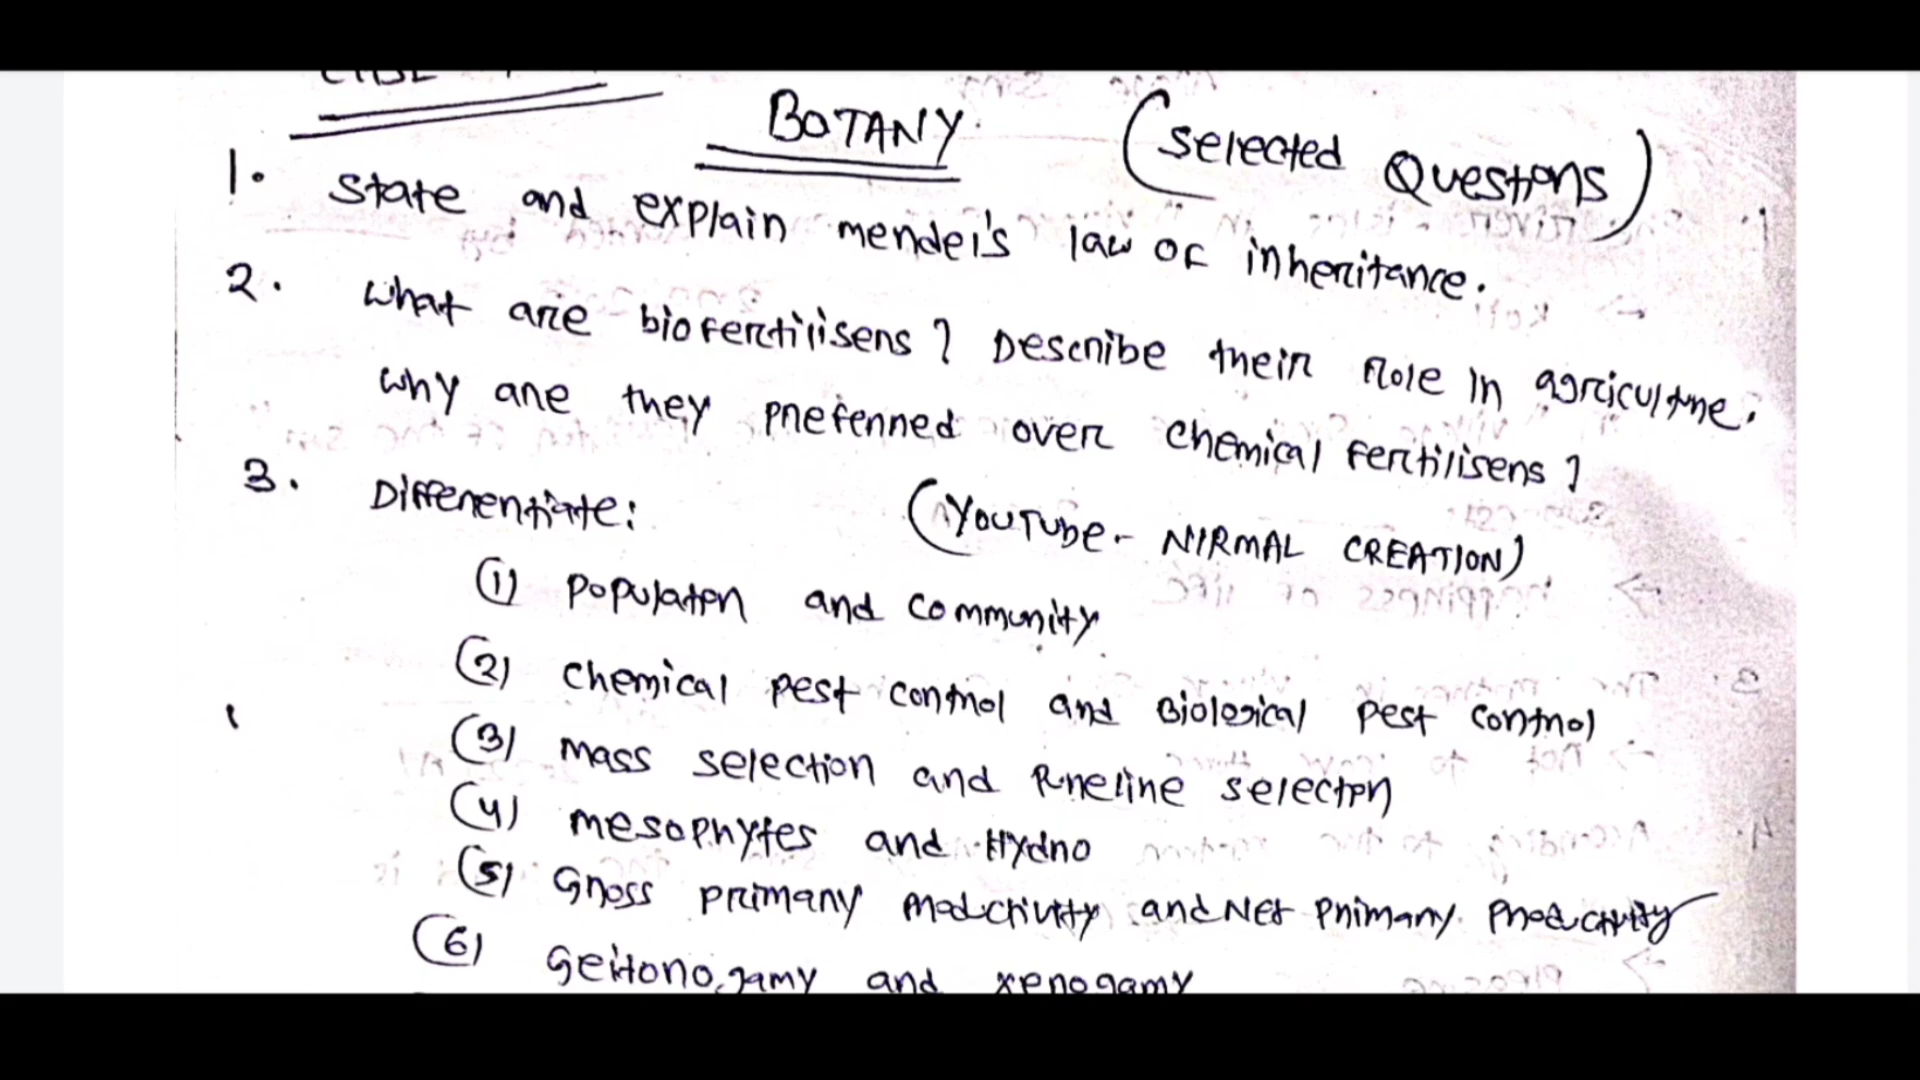 BOTANY (selected Questions)
1. state and explain mendel's law of inheritance.
2. what are biofertilisers? Describe their role in agriculture.
why are they preferred over chemical fertilisers?
3. Differentiate: (YouTube - NIRMAL CREATION)
(1) population and community
(2) chemical pest control and Biological pest control
(3) mass selection and Pureline selection
(4) mesophytes and Hydro
(5) Gross primary productivity and Net primary productivity
(6) geitonogamy and xenogamy